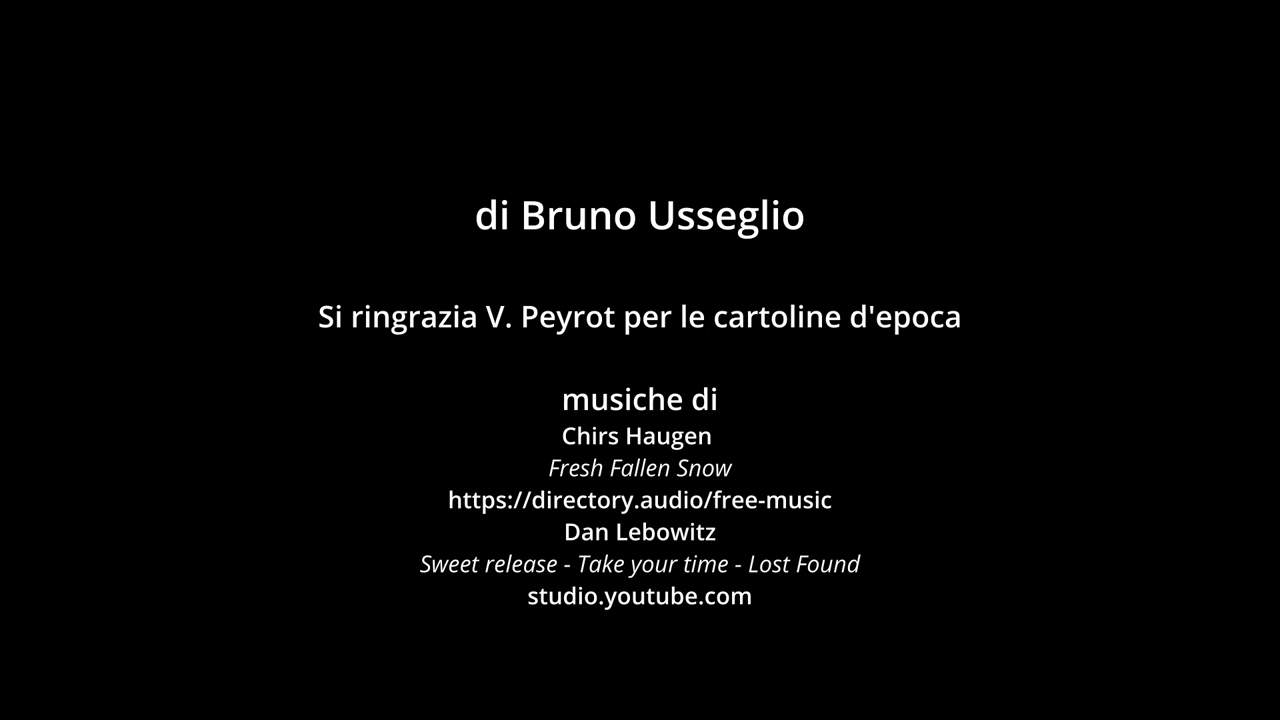 di Bruno Usseglio
Si ringrazia V. Peyrot per le cartoline d'epoca
musiche di
Chirs Haugen
Fresh Fallen Snow
https://directory.audio/free-music
Dan Lebowitz
Sweet release - Take your time - Lost Found
studio.youtube.com